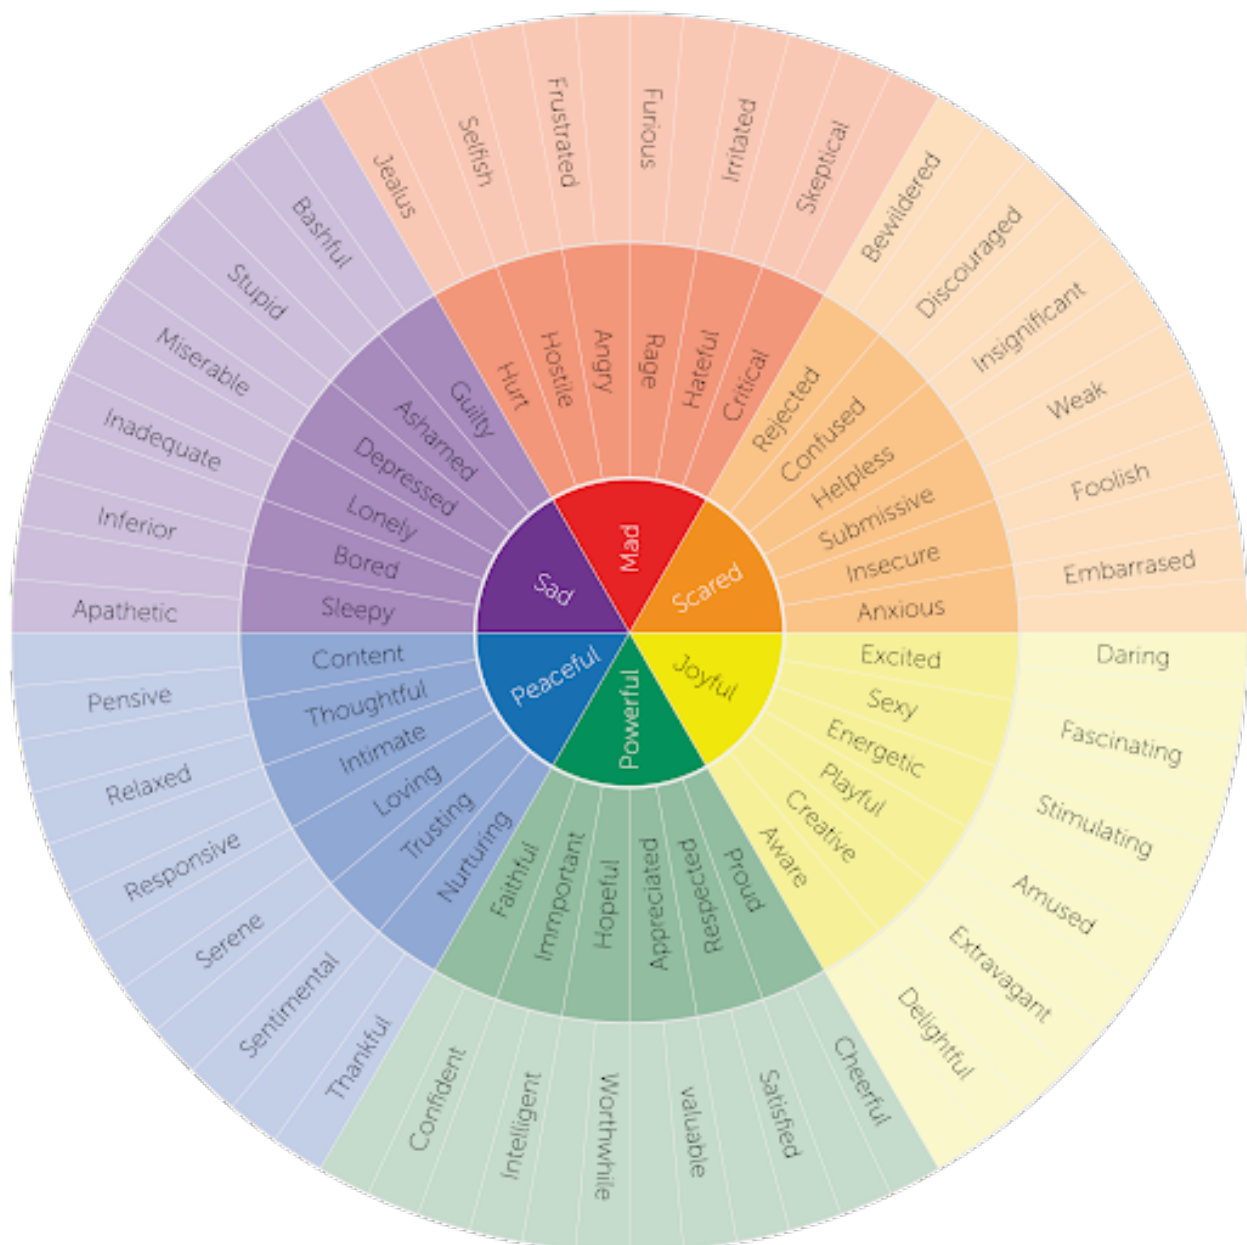 Mad
Scared
Joyful
Powerful
Peaceful
Sad
Hurt
Hostile
Angry
Rage
Hateful
Critical
Rejected
Confused
Helpless
Submissive
Insecure
Anxious
Excited
Sexy
Energetic
Playful
Creative
Aware
Proud
Respected
Appreciated
Hopeful
Immportant
Faithful
Nurturing
Trusting
Loving
Intimate
Thoughtful
Content
Sleepy
Bored
Lonely
Depressed
Asharned
Guilty
Jealus
Selfish
Frustrated
Furious
Irritated
Skeptical
Bewildered
Discouraged
Insignificant
Weak
Foolish
Embarrased
Daring
Fascinating
Stimulating
Amused
Extravagant
Delightful
Cheerful
Satisfied
valuable
Worthwhile
Intelligent
Confident
Thankful
Sentimental
Serene
Responsive
Relaxed
Pensive
Apathetic
Inferior
Inadequate
Miserable
Stupid
Bashful